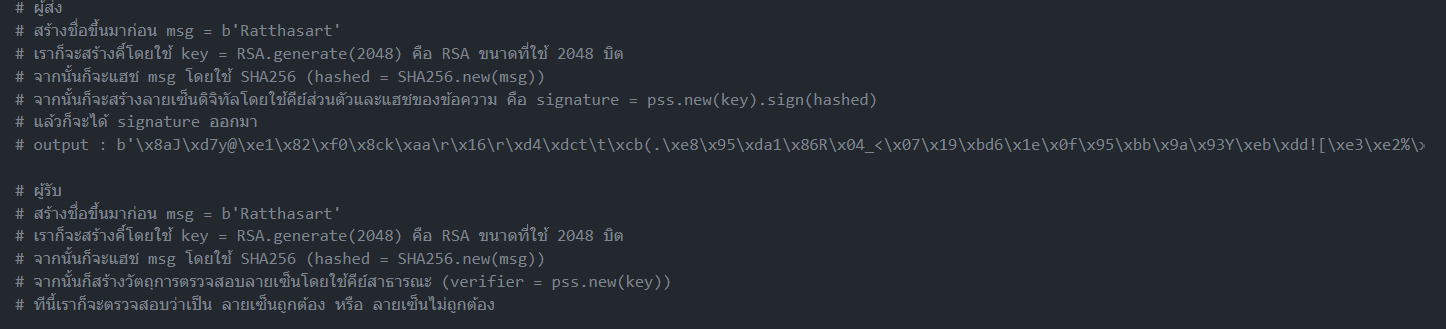 # ผู้ส่ง
# สร้างชื่อขึ้นมาก่อน msg = b'Ratthasart'
# เราก็จะสร้างคีโดยใช้ key = RSA.generate(2048) คือ RSA ขนาดที่ใช้ 2048 บิต
# จากนั้นก็จะแฮช msg โดยใช้ SHA256 (hashed = SHA256.new(msg))
# จากนั้นก็จะสร้างลายเซ็นดิจิทัลโดยใช้คีย์ส่วนตัวและแฮชของข้อความ คือ signature = pss.new(key).sign(hashed)
# แล้วก็จะได้ signature ออกมา
# output : b'\x8aJ\xd7y@\xe1\x82\xf0\x8ck\xaa\r\x16\r\xd4\xdct\t\xcb(.\xe8\x95\xda1\x86R\x04_<\x07\x19\xbd6\x1e\x0f\x95\xbb\x9a\x93Y\xeb\xdd![\xe3\xe2%\x
# ผู้รับ
# สร้างชื่อขึ้นมาก่อน msg = b'Ratthasart'
# เราก็จะสร้างคีโดยใช้ key = RSA.generate(2048) คือ RSA ขนาดที่ใช้ 2048 บิต
# จากนั้นก็จะแฮช msg โดยใช้ SHA256 (hashed = SHA256.new(msg))
# จากนั้นก็สร้างวัตถุการตรวจสอบลายเซ็นโดยใช้คีย์สาธารณะ (verifier = pss.new(key))
# ทีนี้เราก็จะตรวจสอบว่าเป็น ลายเซ็นถูกต้อง หรือ ลายเซ็นไม่ถูกต้อง